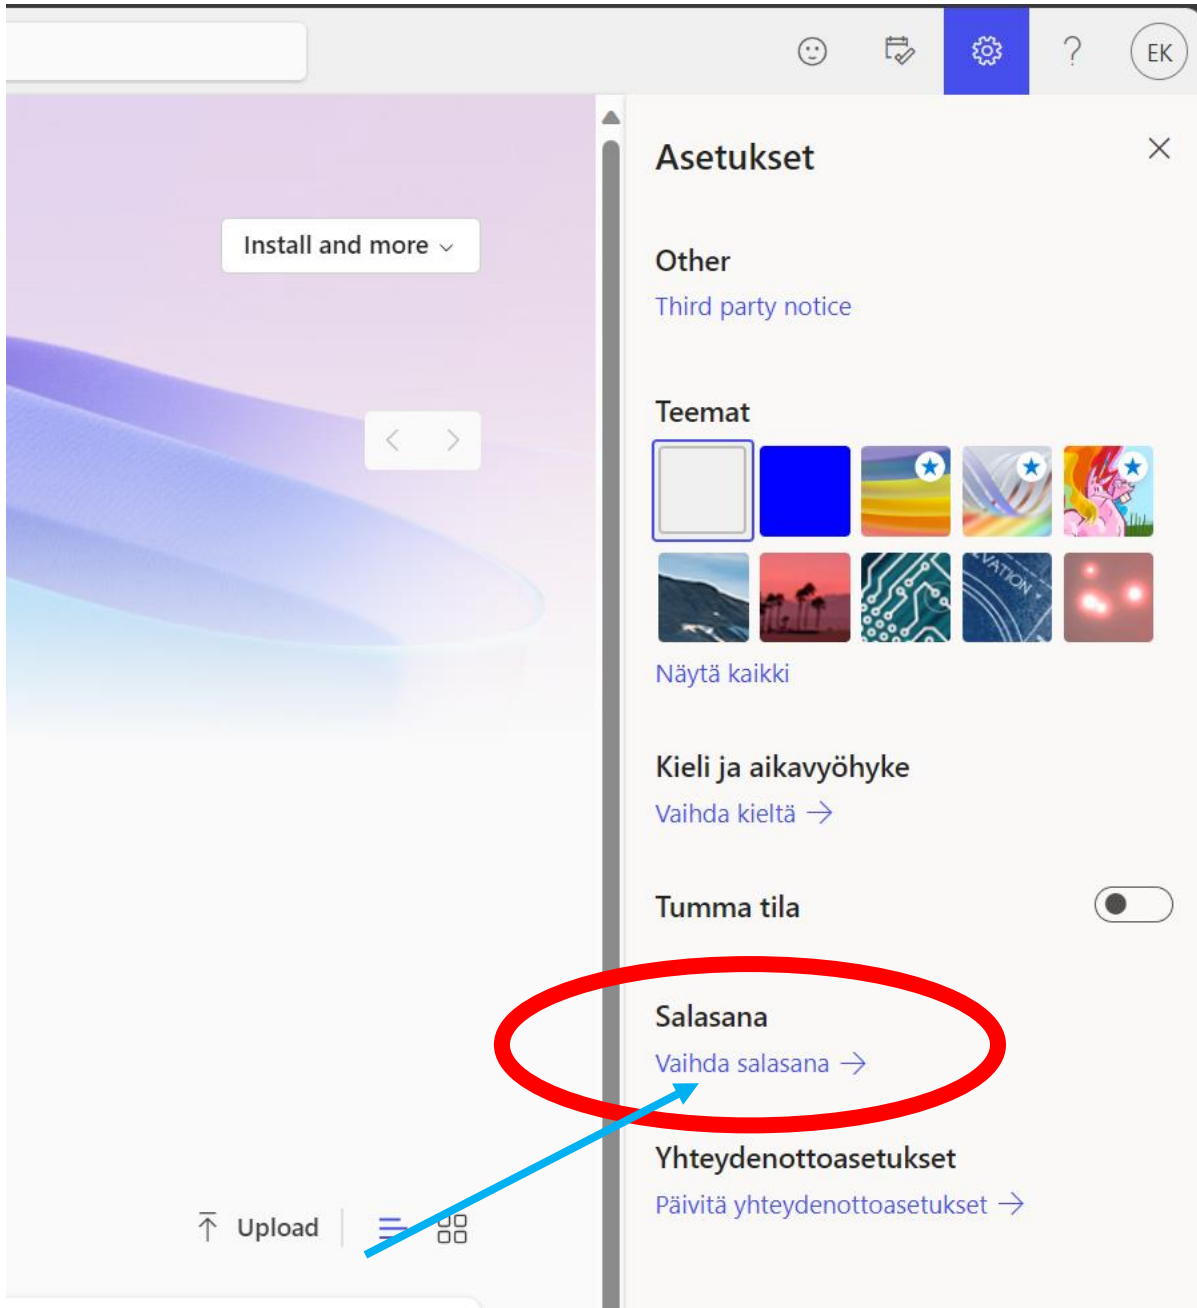 EK
Asetukset
Install and more
Other
Third party notice
Teemat
Näytä kaikki
Kieli ja aikavyöhyke
Vaihda kieltä →
Tumma tila
Salasana
Vaihda salasana →
Yhteydenottoasetukset
Päivitä yhteydenottoasetukset →
Upload